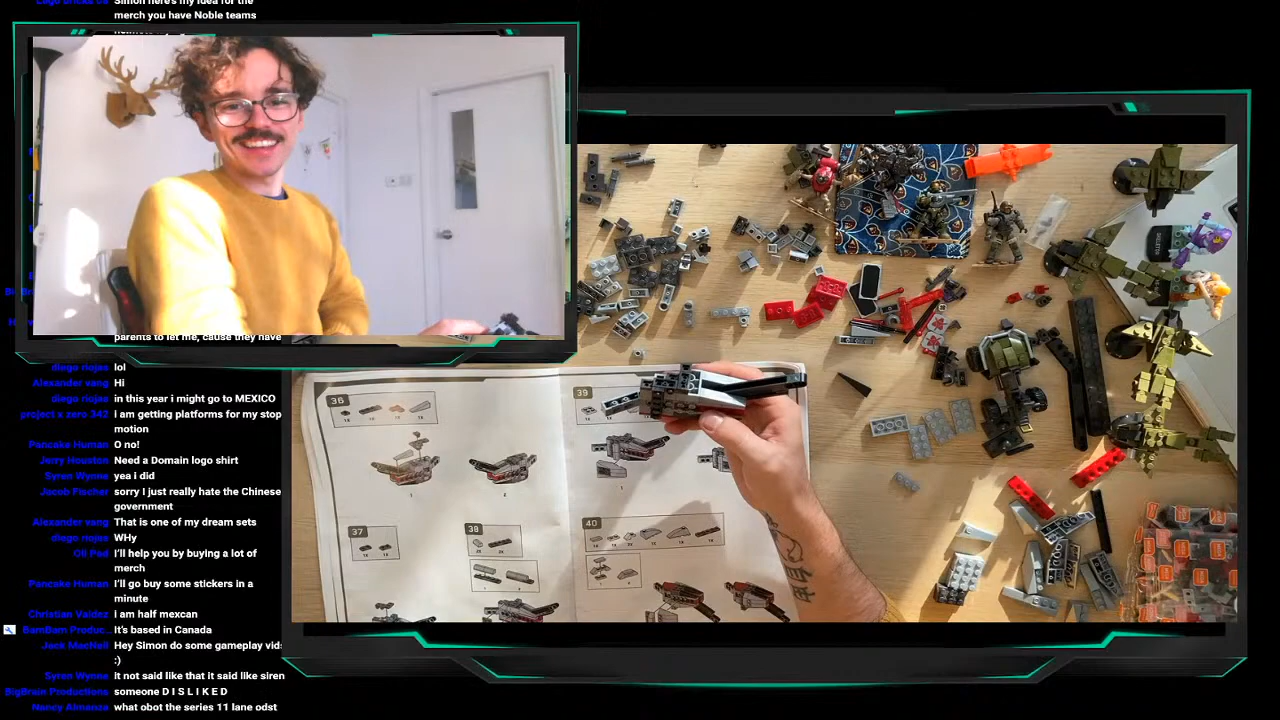 Simon here's my idea for the
merch you have Noble teams
parents to let me, cause they have
diego riojas lol
Alexander vang Hi
diego riojas in this year i might go to MEXICO
project x zero 342 i am getting platforms for my stop
motion
Pancake Human O no!
Jerry Houston Need a Domain logo shirt
Syren Wynne yea i did
Jacob Fischer sorry I just really hate the Chinese
government
Alexander vang That is one of my dream sets
diego riojas WHy
Oli Pad I'll help you by buying a lot of
merch
Pancake Human I'll go buy some stickers in a
minute
Christian Valdez i am half mexcan
BamBam Produc... It's based in Canada
Jack MacNeil Hey Simon do some gameplay vids
:)
Syren Wynne it not said like that it said like siren
BigBrain Productions someone D I S L I K E D
Nancy Almanza what obot the series 11 lane odst
36
39
37
38
40